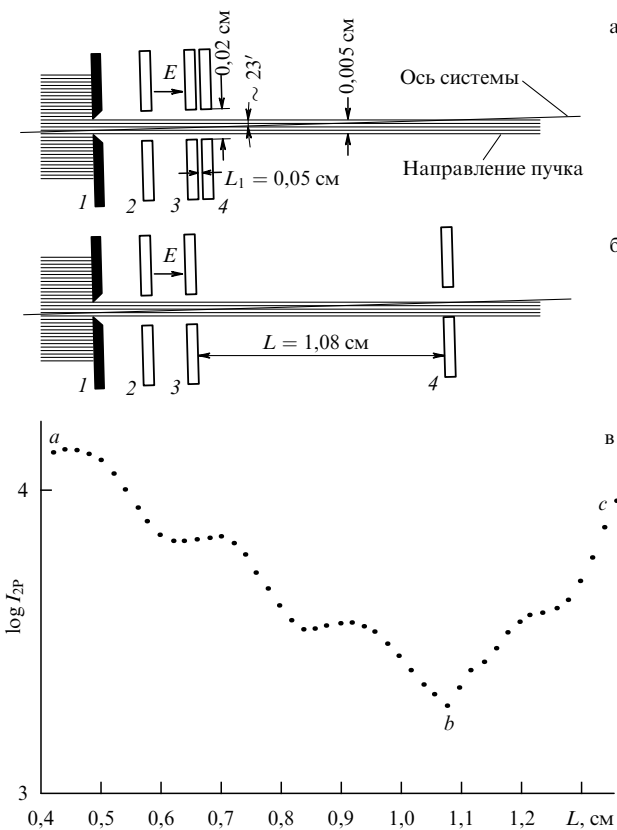 а
0,02 см
~ 23′
0,005 см
E
Ось системы
Направление пучка
L₁ = 0,05 см
1 2 3 4
б
E
L = 1,08 см
1 2 3 4
в
a
c
4
log I₂P
b
3
0,4 0,5 0,6 0,7 0,8 0,9 1,0 1,1 1,2 L, см